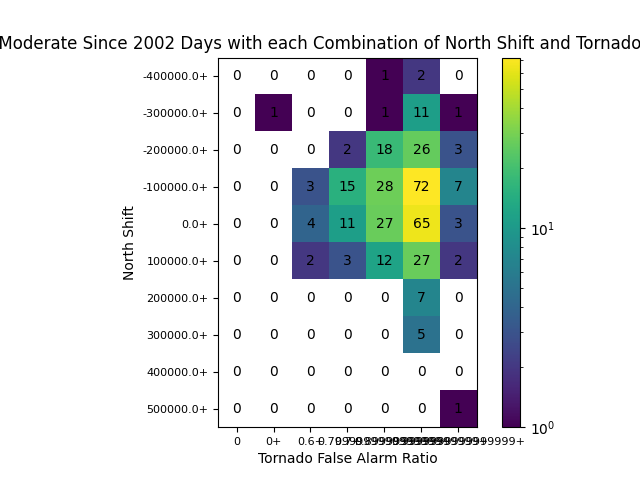 Moderate Since 2002 Days with each Combination of North Shift and Tornado
-400000.0+ 0 0 0 0 1 2 0
-300000.0+ 0 1 0 0 1 11 1
-200000.0+ 0 0 0 2 18 26 3
-100000.0+ 0 0 3 15 28 72 7
0.0+ 0 0 4 11 27 65 3
100000.0+ 0 0 2 3 12 27 2
200000.0+ 0 0 0 0 0 7 0
300000.0+ 0 0 0 0 0 5 0
400000.0+ 0 0 0 0 0 0 0
500000.0+ 0 0 0 0 0 0 1
North Shift
0 0+ 0.6+
Tornado False Alarm Ratio
10¹
10⁰